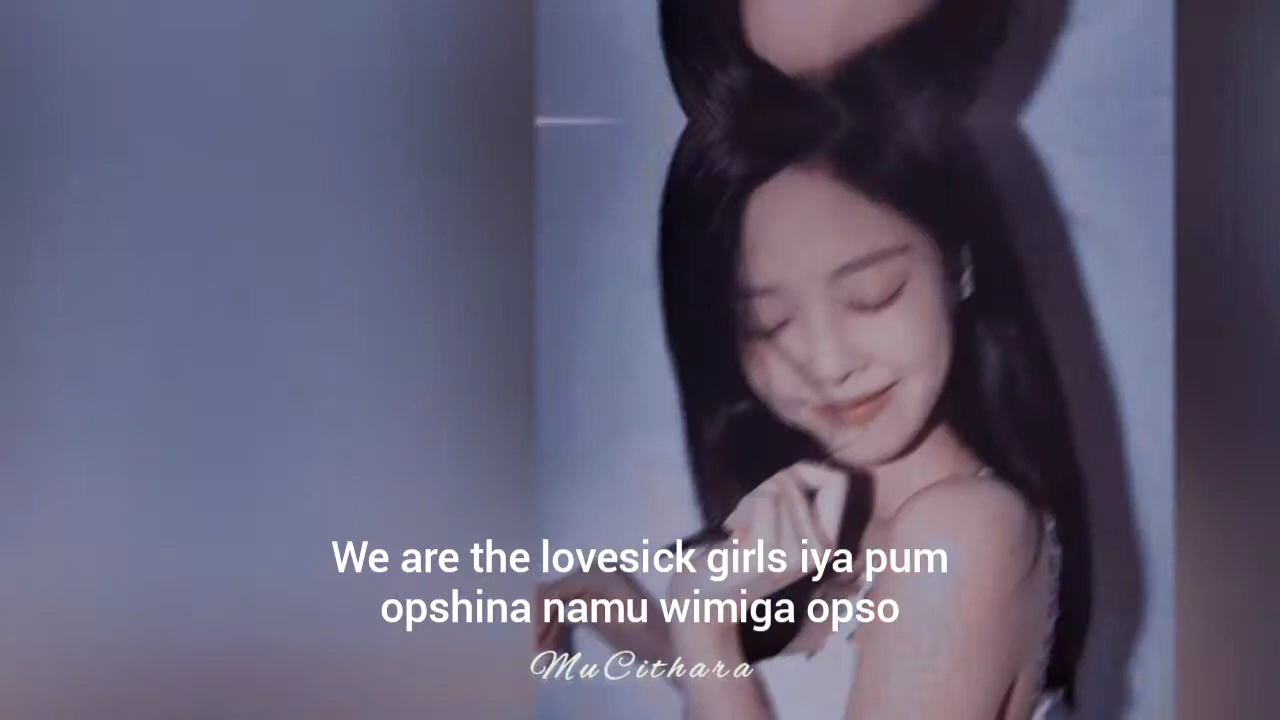 We are the lovesick girls iya pum
opshina namu wimiga opso
MuCithara